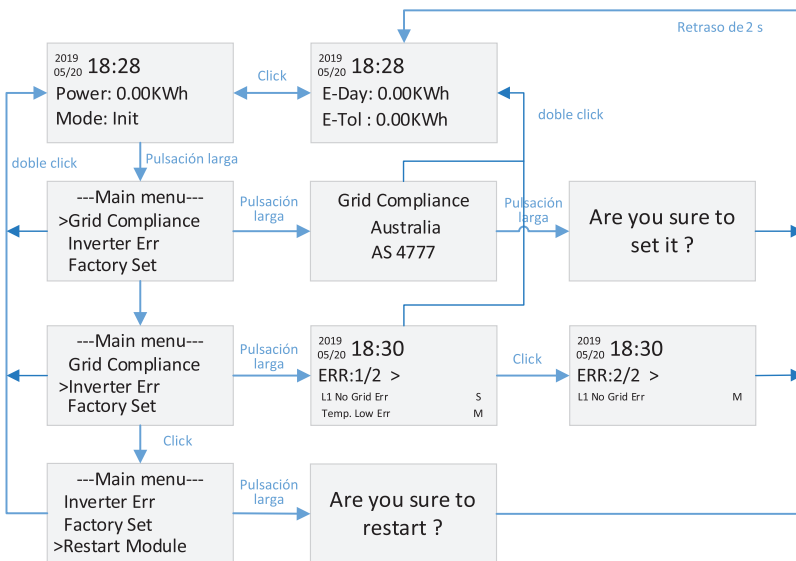 Retraso de 2 s
2019
05/20 18:28
Power: 0.00KWh
Mode: Init
Click
2019
05/20 18:28
E-Day: 0.00KWh
E-Tol : 0.00KWh
doble click
doble click
Pulsación larga
---Main menu---
>Grid Compliance
Inverter Err
Factory Set
Pulsación
larga
Grid Compliance
Australia
AS 4777
Pulsación
larga
Are you sure to
set it ?
---Main menu---
Grid Compliance
>Inverter Err
Factory Set
Pulsación
larga
2019
05/20 18:30
ERR:1/2 >
L1 No Grid Err S
Temp. Low Err M
Click
2019
05/20 18:30
ERR:2/2 >
L1 No Grid Err M
Click
---Main menu---
Inverter Err
Factory Set
>Restart Module
Pulsación
larga
Are you sure to
restart ?